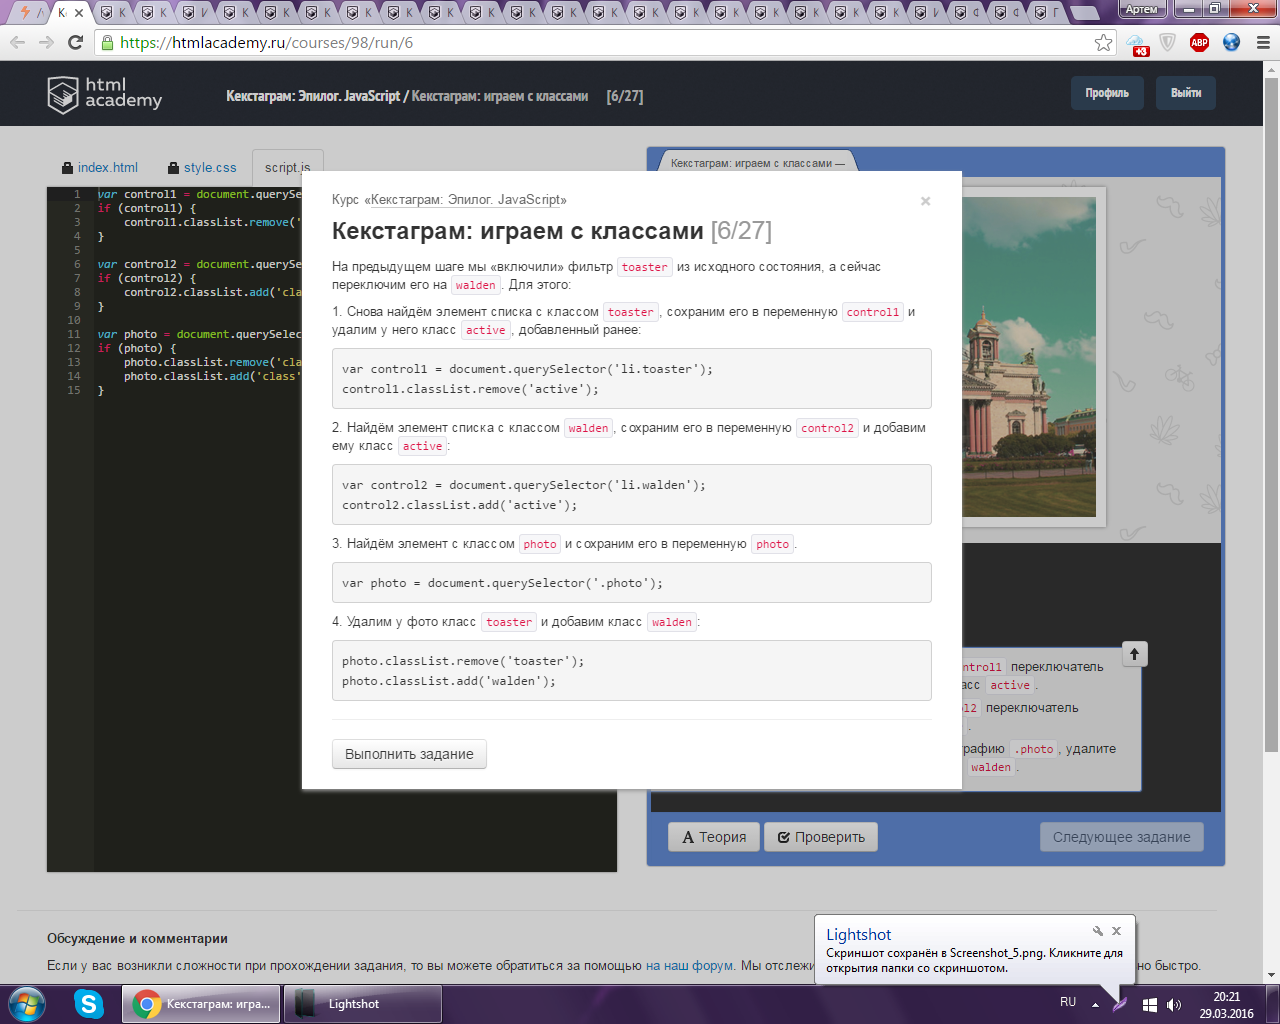 Артем
https://htmlacademy.ru/courses/98/run/6
+3
ABP
html
academy
Кекстаграм: Эпилог. JavaScript / Кекстаграм: играем с классами [6/27]
Профиль
Выйти
index.html
style.css
script.js
Кекстаграм: играем с классами —
1 var control1 = document.querySe
2 if (control1) {
3 control1.classList.remove('
4 }
5
6 var control2 = document.querySe
7 if (control2) {
8 control2.classList.add('cla
9 }
10
11 var photo = document.querySelec
12 if (photo) {
13 photo.classList.remove('cla
14 photo.classList.add('class'
15 }
Курс «Кекстаграм: Эпилог. JavaScript»
×
Кекстаграм: играем с классами [6/27]
На предыдущем шаге мы «включили» фильтр toaster из исходного состояния, а сейчас
переключим его на walden. Для этого:
1. Снова найдём элемент списка с классом toaster, сохраним его в переменную control1 и
удалим у него класс active, добавленный ранее:
var control1 = document.querySelector('li.toaster');
control1.classList.remove('active');
2. Найдём элемент списка с классом walden, сохраним его в переменную control2 и добавим
ему класс active:
var control2 = document.querySelector('li.walden');
control2.classList.add('active');
3. Найдём элемент с классом photo и сохраним его в переменную photo.
var photo = document.querySelector('.photo');
4. Удалим у фото класс toaster и добавим класс walden:
photo.classList.remove('toaster');
photo.classList.add('walden');
Выполнить задание
ntrol1 переключатель
асс active.
ol2 переключатель
.
рафию .photo, удалите
walden.
Теория
Проверить
Следующее задание
Обсуждение и комментарии
Если у вас возникли сложности при прохождении задания, то вы можете обратиться за помощью на наш форум. Мы отслежи
но быстро.
Lightshot
Скриншот сохранён в Screenshot_5.png. Кликните для
открытия папки со скриншотом.
Кекстаграм: игра...
Lightshot
RU
20:21
29.03.2016